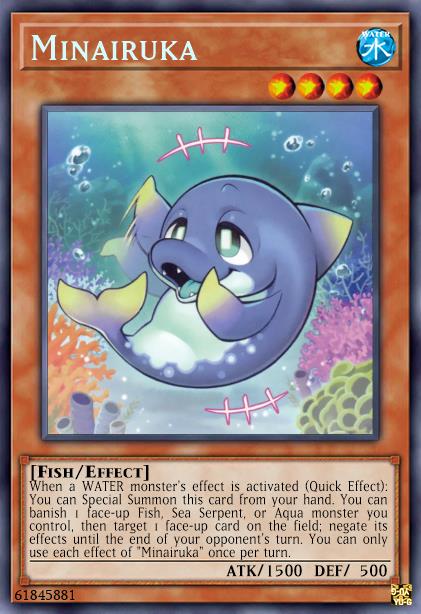 MINAIRUKA
WATER
水
[FISH/EFFECT]
When a WATER monster's effect is activated (Quick Effect):
You can Special Summon this card from your hand. You can
banish 1 face-up Fish, Sea Serpent, or Aqua monster you
control, then target 1 face-up card on the field; negate its
effects until the end of your opponent's turn. You can only
use each effect of "Minairuka" once per turn.
ATK/1500 DEF/ 500
61845881